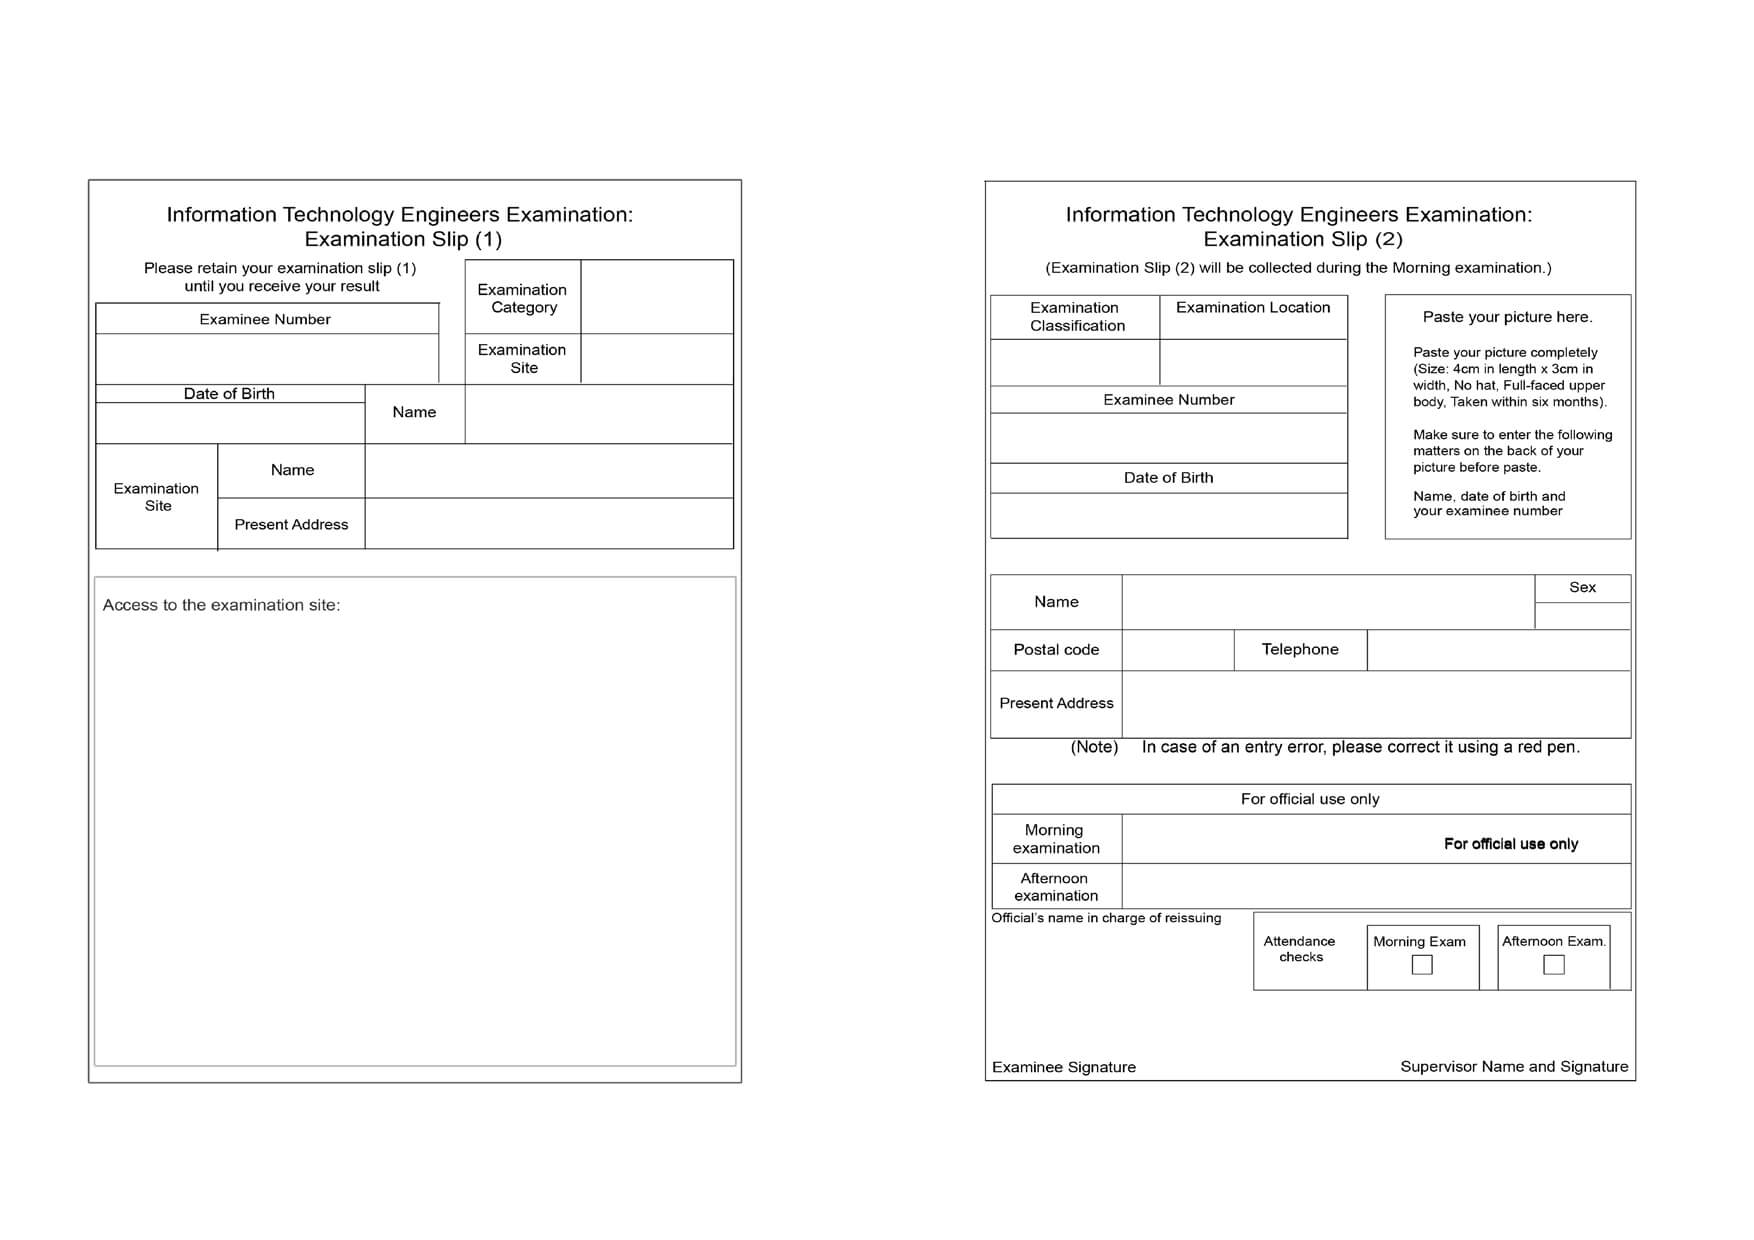 Information Technology Engineers Examination:
Examination Slip (1)
Please retain your examination slip (1)
until you receive your result
Examination
Category
Examinee Number
Examination
Site
Date of Birth
Name
Examination
Site
Name
Present Address
Access to the examination site:
Information Technology Engineers Examination:
Examination Slip (2)
(Examination Slip (2) will be collected during the Morning examination.)
Examination
Classification
Examination Location
Examinee Number
Date of Birth
Paste your picture here.
Paste your picture completely
(Size: 4cm in length x 3cm in
width, No hat, Full-faced upper
body, Taken within six months).
Make sure to enter the following
matters on the back of your
picture before paste.
Name, date of birth and
your examinee number
Name
Sex
Postal code
Telephone
Present Address
(Note) In case of an entry error, please correct it using a red pen.
For official use only
Morning
examination
For official use only
Afternoon
examination
Official's name in charge of reissuing
Attendance
checks
Morning Exam
Afternoon Exam.
Examinee Signature
Supervisor Name and Signature